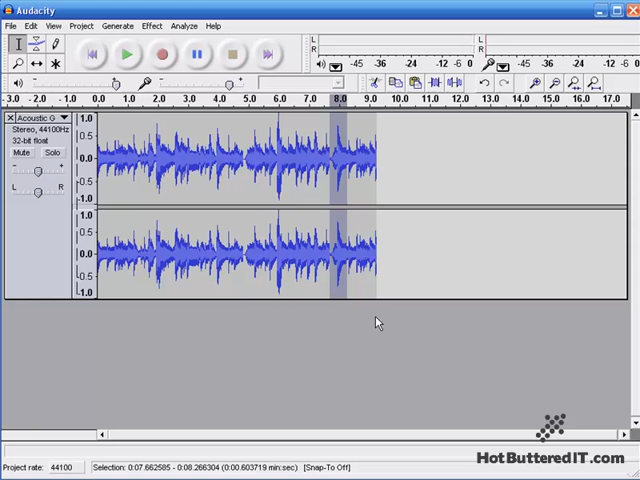 Audacity
File Edit View Project Generate Effect Analyze Help
L
R
-45 -36 -24 -12 -6 0
L
R
-45 -36 -24 -12 -6 0
- + - +
- 3.0 - 2.0 - 1.0 0.0 1.0 2.0 3.0 4.0 5.0 6.0 7.0 8.0 9.0 10.0 11.0 12.0 13.0 14.0 15.0 16.0 17.0
Acoustic G
Stereo, 44100Hz
32-bit float
Mute Solo
- +
L R
1.0
0.5
0.0
-0.5
-1.0
1.0
0.5
0.0
-0.5
-1.0
HotButteredIT.com
Project rate: 44100 Selection: 0:07.662585 - 0:08.266304 (0:00.603719 min:sec) [Snap-To Off]